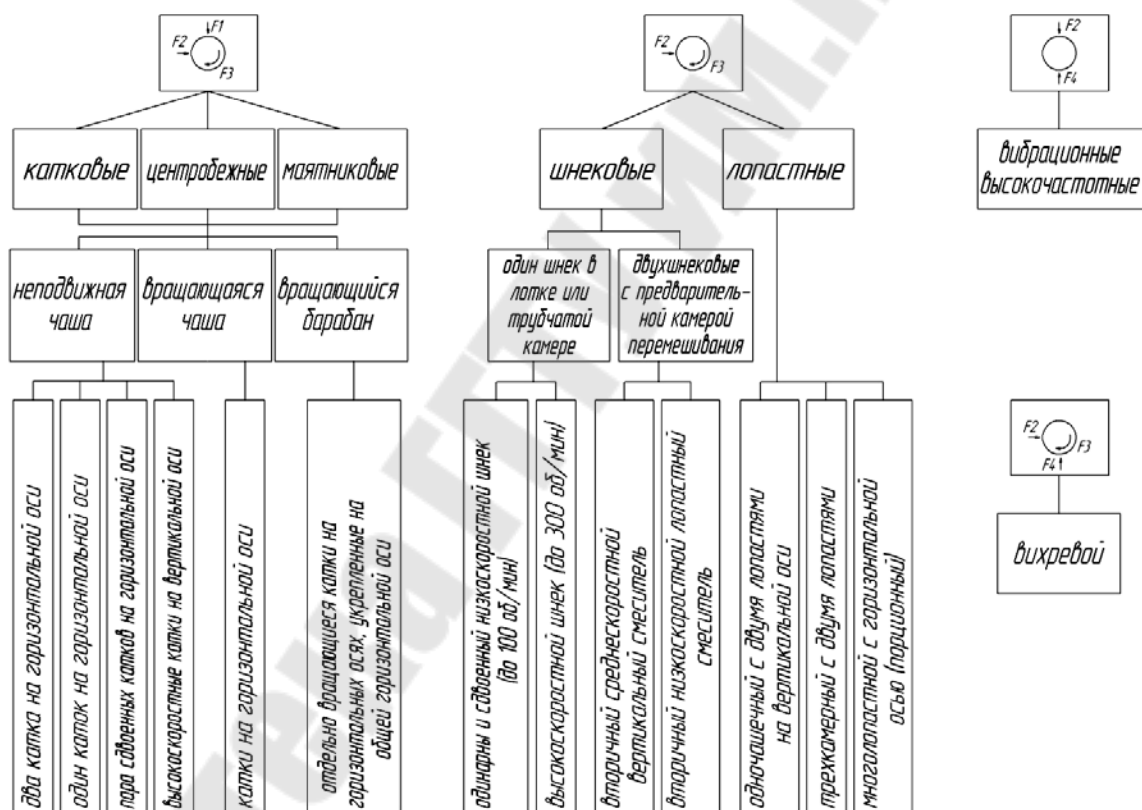 F1
F2
F3
F2
F3
F2
F4
катковые
центробежные
маятниковые
шнековые
лопастные
вибрационные
высокочастотные
неподвижная
чаша
вращающаяся
чаша
вращающийся
барабан
один шнек в
лотке или
трубчатой
камере
двухшнековые
с предваритель-
ной камерой
перемешивания
два катка на горизонтальной оси
один каток на горизонтальной оси
пара сдвоенных катков на горизонтальной оси
высокоскоростные катки на вертикальной оси
катки на горизонтальной оси
отдельно вращающиеся катки на
горизонтальных осях, укрепленные на
общей горизонтальной оси
одинарны и сдвоенный низкоскоростной шнек
(до 100 об/мин)
высокоскоростной шнек (до 300 об/мин)
вторичный среднескоростной
вертикальный смеситель
вторичный низкоскоростной лопастный
смеситель
одночашечный с двумя лопастями
на вертикальной оси
трехкамерный с двумя лопастями
многолопастной с горизонтальной
осью (порционный)
F2
F3
F4
вихревой